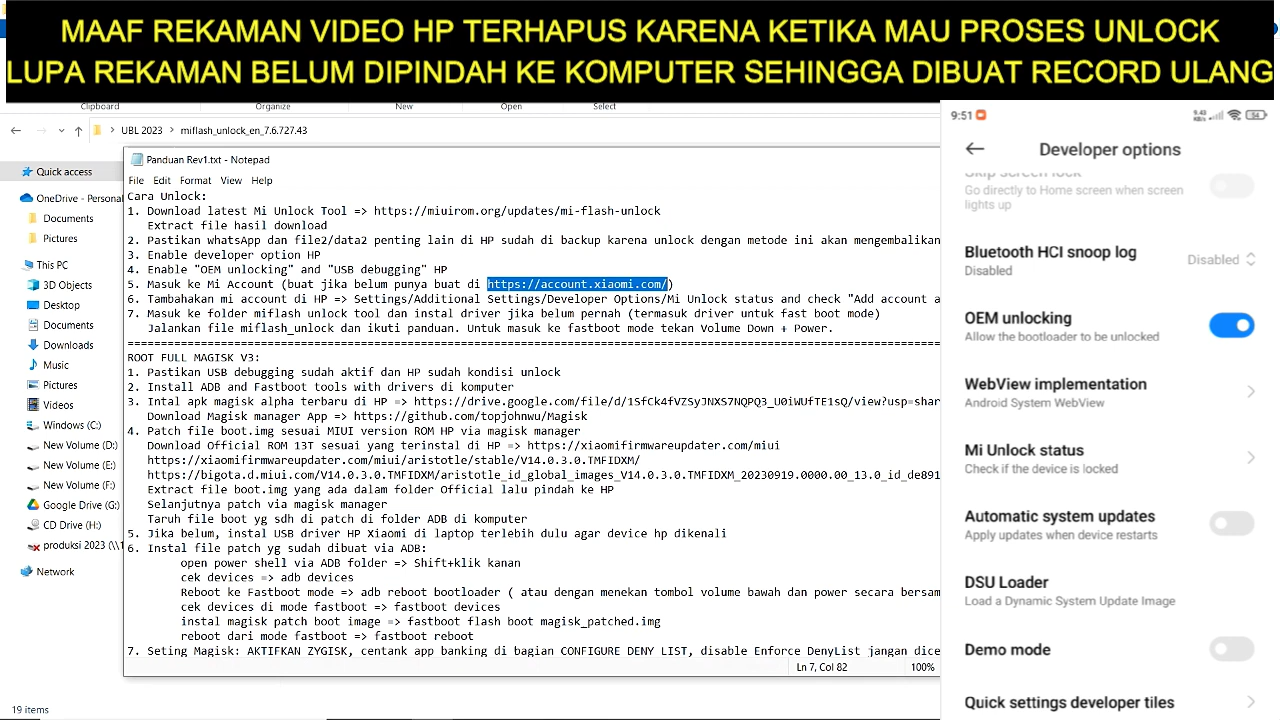 MAAF REKAMAN VIDEO HP TERHAPUS KARENA KETIKA MAU PROSES UNLOCK
LUPA REKAMAN BELUM DIPINDAH KE KOMPUTER SEHINGGA DIBUAT RECORD ULANG
Clipboard Organize New Open Select
UBL 2023 > miflash_unlock_en_7.6.727.43
Quick access
OneDrive - Persona
Documents
Pictures
This PC
3D Objects
Desktop
Documents
Downloads
Music
Pictures
Videos
Windows (C:)
New Volume (D:)
New Volume (E:)
New Volume (F:)
Google Drive (G:)
CD Drive (H:)
produksi 2023 (\\1
Network
19 items
Panduan Rev1.txt - Notepad
File Edit Format View Help
Cara Unlock:
1. Download latest Mi Unlock Tool => https://miuirom.org/updates/mi-flash-unlock
Extract file hasil download
2. Pastikan whatsApp dan file2/data2 penting lain di HP sudah di backup karena unlock dengan metode ini akan mengembalikan
3. Enable developer option HP
4. Enable "OEM unlocking" and "USB debugging" HP
5. Masuk ke Mi Account (buat jika belum punya buat di https://account.xiaomi.com/)
6. Tambahakan mi account di HP => Settings/Additional Settings/Developer Options/Mi Unlock status and check "Add account a
7. Masuk ke folder miflash unlock tool dan instal driver jika belum pernah (termasuk driver untuk fast boot mode)
Jalankan file miflash_unlock dan ikuti panduan. Untuk masuk ke fastboot mode tekan Volume Down + Power.
ROOT FULL MAGISK V3:
1. Pastikan USB debugging sudah aktif dan HP sudah kondisi unlock
2. Install ADB and Fastboot tools with drivers di komputer
3. Intal apk magisk alpha terbaru di HP => https://drive.google.com/file/d/1SfCk4fVZSyJNXS7NQPQ3_U0iWUfTE1sQ/view?usp=shar
Download Magisk manager App => https://github.com/topjohnwu/Magisk
4. Patch file boot.img sesuai MIUI version ROM HP via magisk manager
Download Official ROM 13T sesuai yang terinstal di HP => https://xiaomifirmwareupdater.com/miui
https://xiaomifirmwareupdater.com/miui/aristotle/stable/V14.0.3.0.TMFIDXM/
https://bigota.d.miui.com/V14.0.3.0.TMFIDXM/aristotle_id_global_images_V14.0.3.0.TMFIDXM_20230919.0000.00_13.0_id_de891
Extract file boot.img yang ada dalam folder Official lalu pindah ke HP
Selanjutnya patch via magisk manager
Taruh file boot yg sdh di patch di folder ADB di komputer
5. Jika belum, instal USB driver HP Xiaomi di laptop terlebih dulu agar device hp dikenali
6. Instal file patch yg sudah dibuat via ADB:
open power shell via ADB folder => Shift+klik kanan
cek devices => adb devices
Reboot ke Fastboot mode => adb reboot bootloader ( atau dengan menekan tombol volume bawah dan power secara bersam
cek devices di mode fastboot => fastboot devices
instal magisk patch boot image => fastboot flash boot magisk_patched.img
reboot dari mode fastboot => fastboot reboot
7. Seting Magisk: AKTIFKAN ZYGISK, centank app banking di bagian CONFIGURE DENY LIST, disable Enforce DenyList jangan dice
Ln 7, Col 82 100%
9:51
Developer options
Skip screen lock
Go directly to Home screen when screen
lights up
Bluetooth HCI snoop log
Disabled
Disabled
OEM unlocking
Allow the bootloader to be unlocked
WebView implementation
Android System WebView
Mi Unlock status
Check if the device is locked
Automatic system updates
Apply updates when device restarts
DSU Loader
Load a Dynamic System Update Image
Demo mode
Quick settings developer tiles